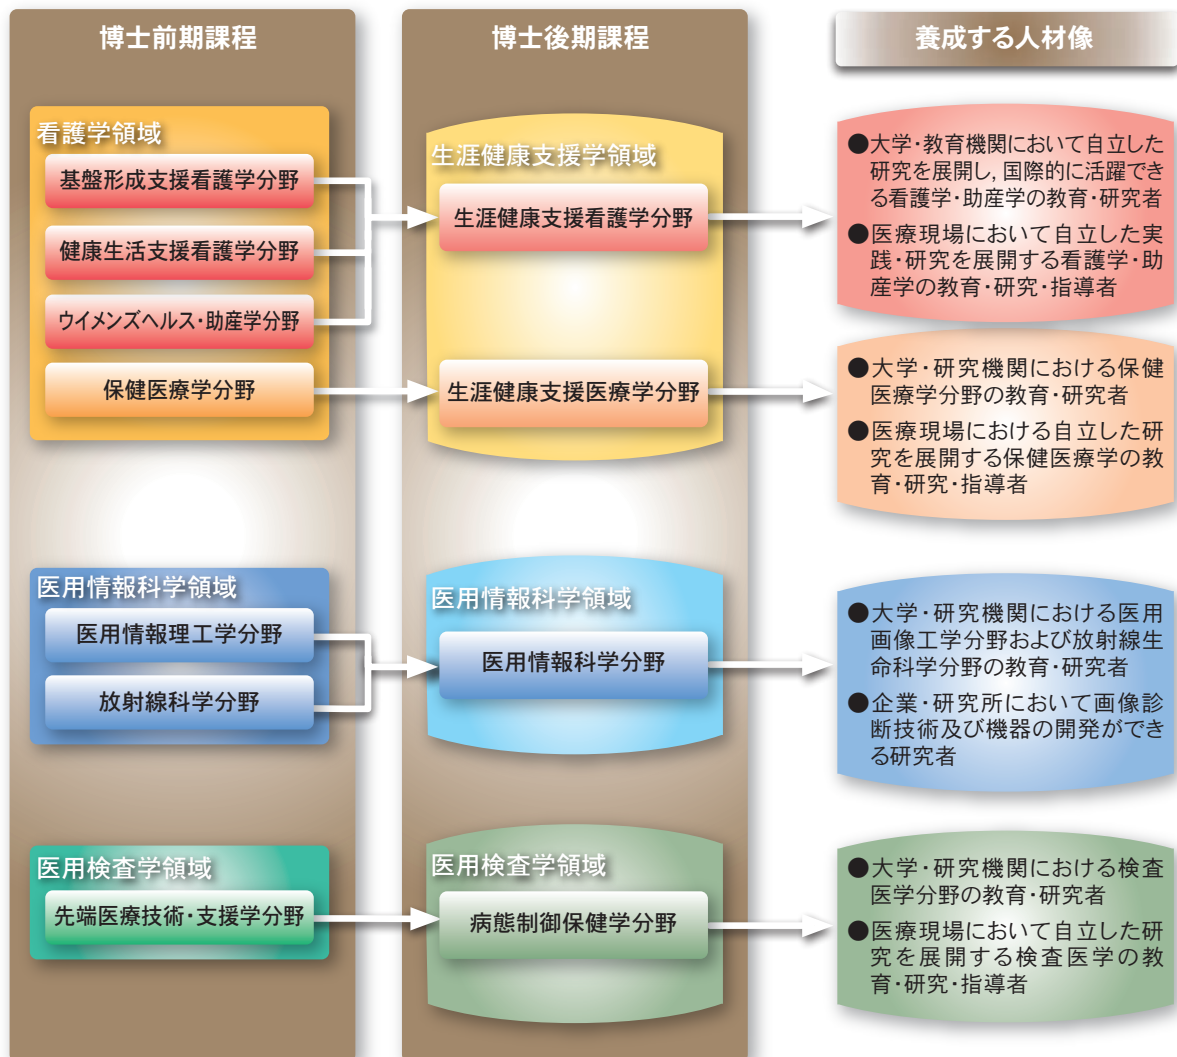 博士前期課程
博士後期課程
養成する人材像
看護学領域
基盤形成支援看護学分野
健康生活支援看護学分野
ウイメンズヘルス・助産学分野
保健医療学分野
生涯健康支援学領域
生涯健康支援看護学分野
生涯健康支援医療学分野
●大学・教育機関において自立した
研究を展開し,国際的に活躍でき
る看護学・助産学の教育・研究者
●医療現場において自立した実
践・研究を展開する看護学・助
産学の教育・研究・指導者
●大学・研究機関における保健
医療学分野の教育・研究者
●医療現場における自立した研
究を展開する保健医療学の教
育・研究・指導者
医用情報科学領域
医用情報理工学分野
放射線科学分野
医用情報科学領域
医用情報科学分野
●大学・研究機関における医用
画像工学分野および放射線生
命科学分野の教育・研究者
●企業・研究所において画像診
断技術及び機器の開発ができ
る研究者
医用検査学領域
先端医療技術・支援学分野
医用検査学領域
病態制御保健学分野
●大学・研究機関における検査
医学分野の教育・研究者
●医療現場において自立した研
究を展開する検査医学の教
育・研究・指導者